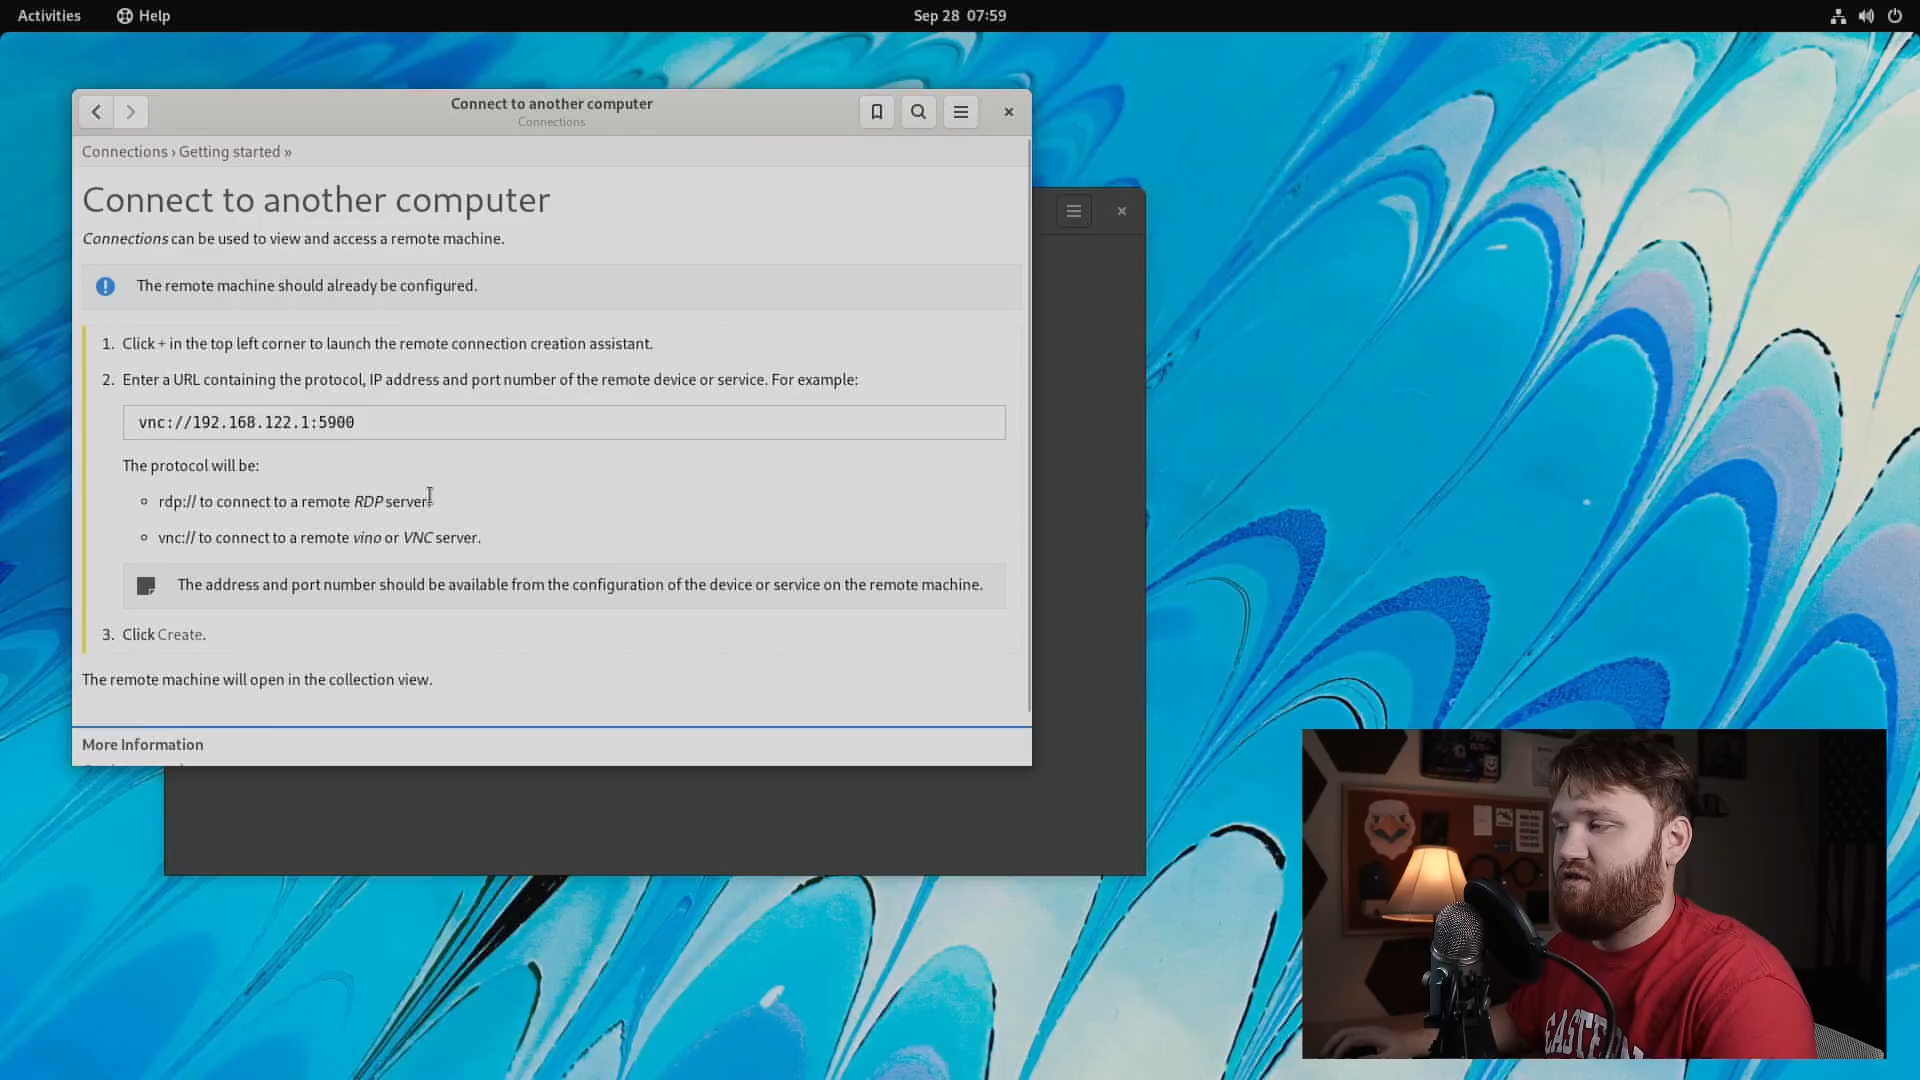 Activities
Help
Sep 28 07:59
Connect to another computer
Connections
Connections › Getting started »
Connect to another computer
Connections can be used to view and access a remote machine.
The remote machine should already be configured.
1. Click + in the top left corner to launch the remote connection creation assistant.
2. Enter a URL containing the protocol, IP address and port number of the remote device or service. For example:
vnc://192.168.122.1:5900
The protocol will be:
rdp:// to connect to a remote RDP server.
vnc:// to connect to a remote vino or VNC server.
The address and port number should be available from the configuration of the device or service on the remote machine.
3. Click Create.
The remote machine will open in the collection view.
More Information
EASTERN